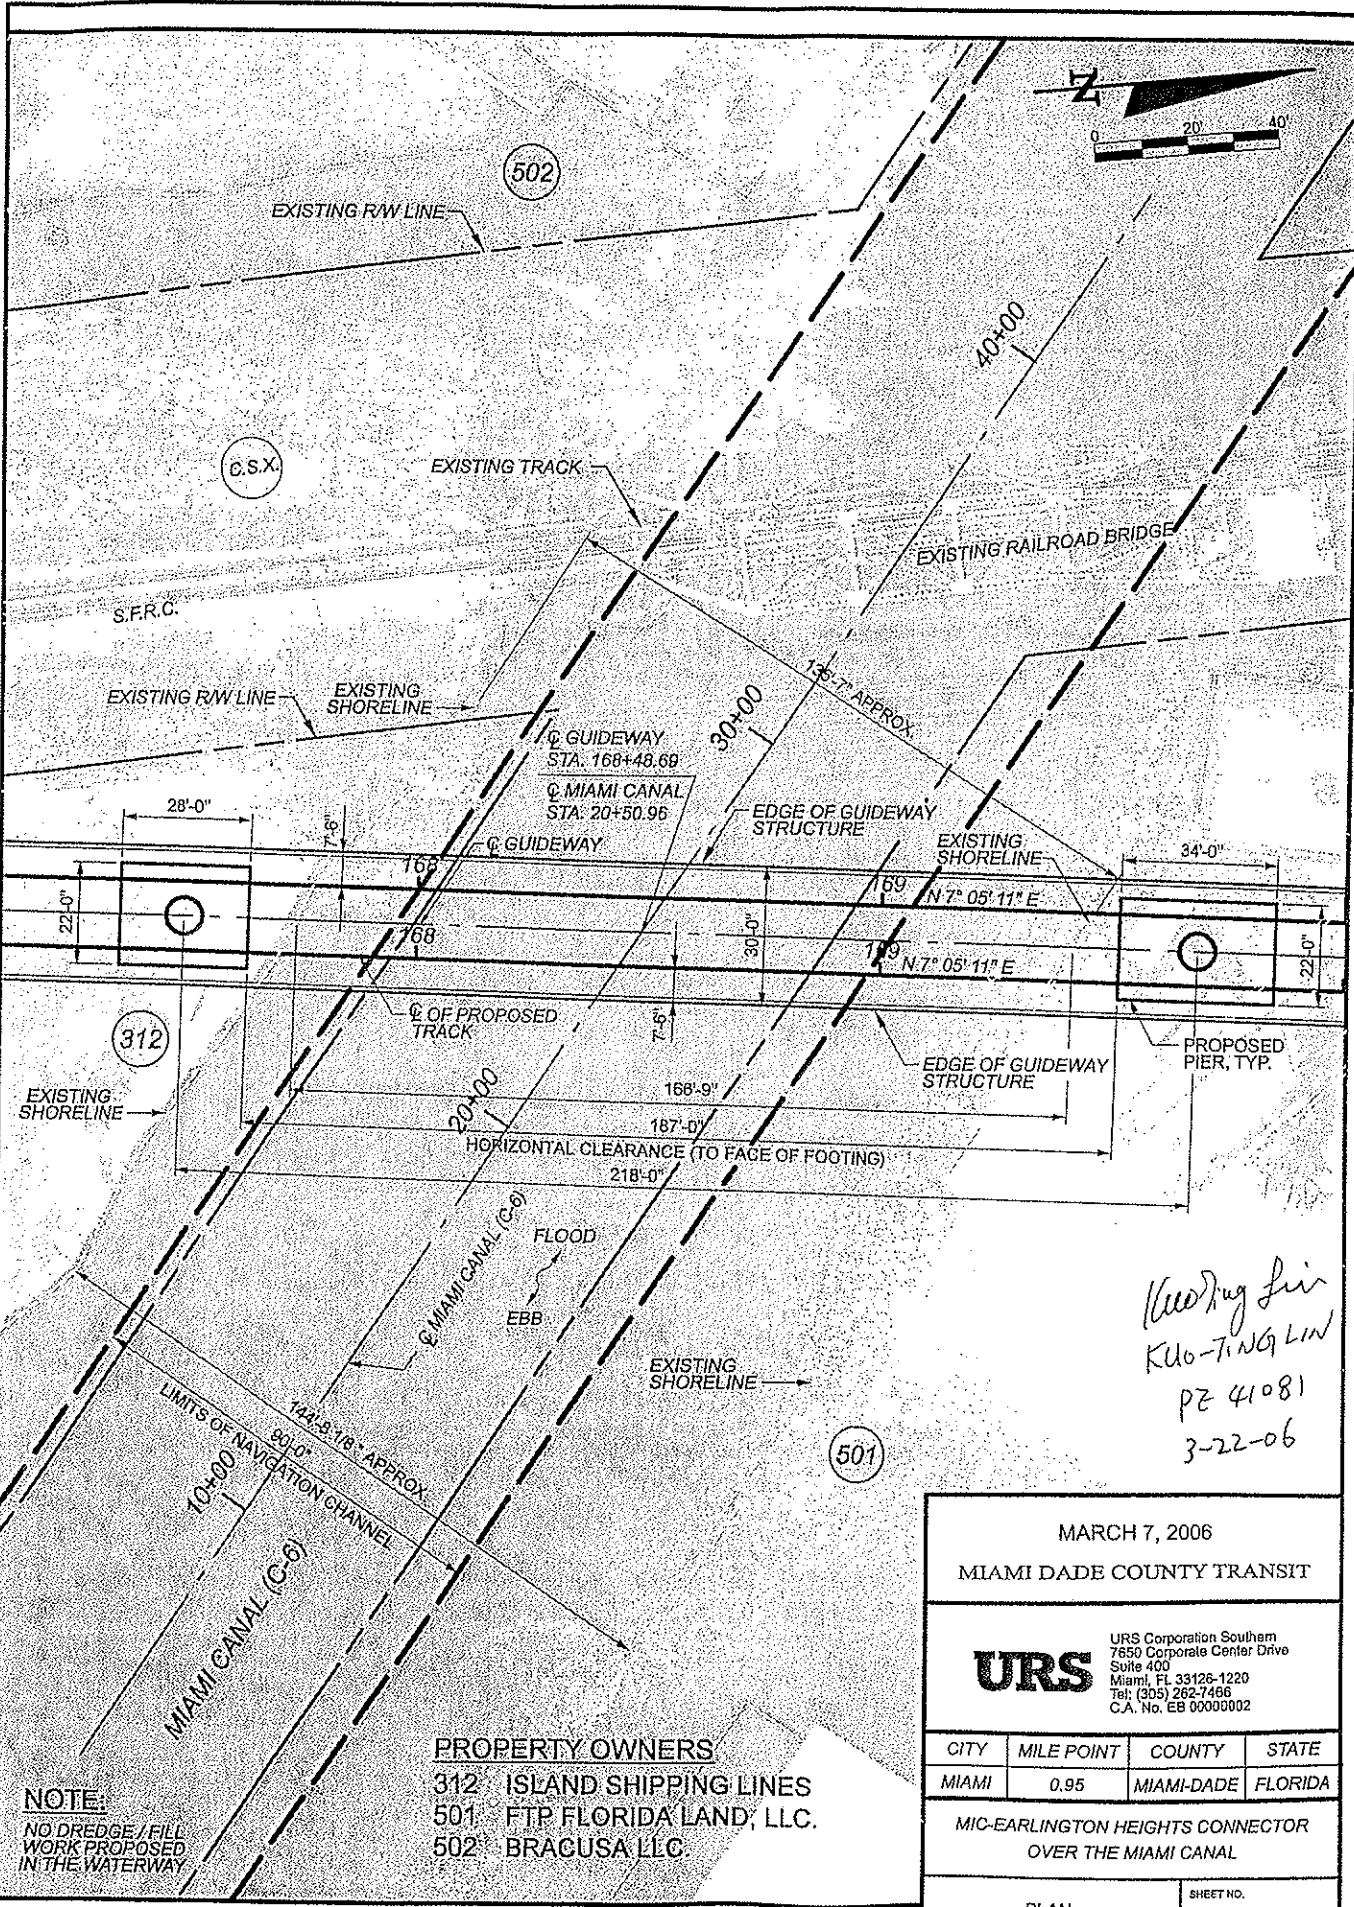 N
0 20' 40'
502
EXISTING R/W LINE
40+00
C.S.X.
EXISTING TRACK
EXISTING RAILROAD BRIDGE
S.F.R.C.
EXISTING R/W LINE
EXISTING
SHORELINE
135'-7" APPROX.
30+00
℄ GUIDEWAY
STA. 168+48.69
℄ MIAMI CANAL
STA. 20+50.96
28'-0"
7'-6"
℄ GUIDEWAY
EDGE OF GUIDEWAY
STRUCTURE
EXISTING
SHORELINE
34'-0"
168
169
N 7° 05' 11" E
22'-0"
30'-0"
22'-0"
168
169
N 7° 05' 11" E
312
℄ OF PROPOSED
TRACK
7'-6"
EDGE OF GUIDEWAY
STRUCTURE
PROPOSED
PIER, TYP.
EXISTING
SHORELINE
166'-9"
20+00
187'-0"
HORIZONTAL CLEARANCE (TO FACE OF FOOTING)
218'-0"
℄ MIAMI CANAL (C-6)
FLOOD
EBB
EXISTING
SHORELINE
KUO-TING LIN
PE 41081
3-22-06
144'-8 1/8" APPROX.
90'-0"
LIMITS OF NAVIGATION CHANNEL
10+00
501
MIAMI CANAL (C-6)
MARCH 7, 2006
MIAMI DADE COUNTY TRANSIT
URS
URS Corporation Southern
7650 Corporate Center Drive
Suite 400
Miami, FL 33126-1220
Tel: (305) 262-7466
C.A. No. EB 00000002
CITY MILE POINT COUNTY STATE
MIAMI 0.95 MIAMI-DADE FLORIDA
MIC-EARLINGTON HEIGHTS CONNECTOR
OVER THE MIAMI CANAL
PLAN
SHEET NO.
PROPERTY OWNERS
312 ISLAND SHIPPING LINES
501 FTP FLORIDA LAND, LLC.
502 BRACUSA LLC.
NOTE:
NO DREDGE / FILL
WORK PROPOSED
IN THE WATERWAY